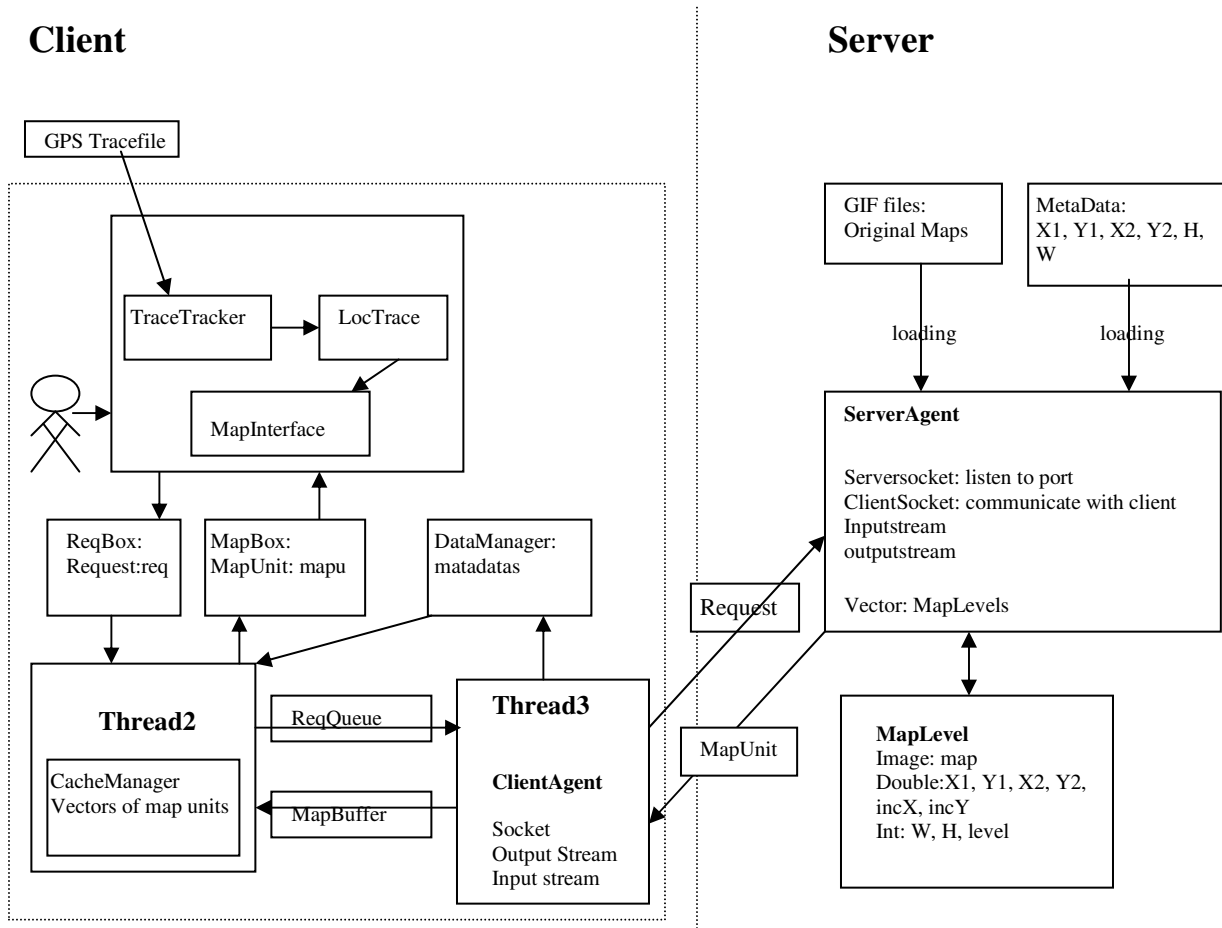 Client
Server
GPS Tracefile
GIF files:
Original Maps
MetaData:
X1, Y1, X2, Y2, H,
W
TraceTracker
LocTrace
loading
loading
MapInterface
ServerAgent
Serversocket: listen to port
ClientSocket: communicate with client
Inputstream
outputstream
Vector: MapLevels
ReqBox:
Request:req
MapBox:
MapUnit: mapu
DataManager:
matadatas
Request
Thread2
CacheManager
Vectors of map units
ReqQueue
MapBuffer
Thread3
ClientAgent
Socket
Output Stream
Input stream
MapUnit
MapLevel
Image: map
Double:X1, Y1, X2, Y2,
incX, incY
Int: W, H, level